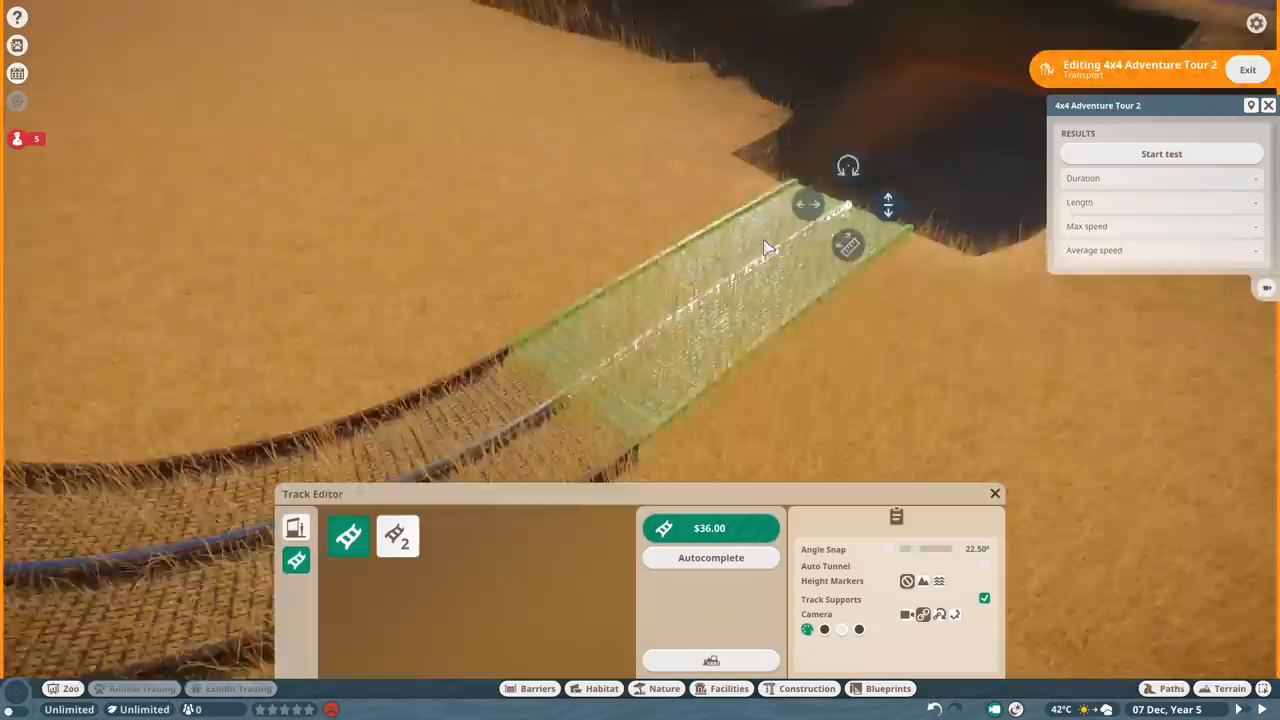 ?
Editing 4x4 Adventure Tour 2
Transport
Exit
4x4 Adventure Tour 2
5
RESULTS
Start test
Duration -
Length -
Max speed -
Average speed -
Track Editor
2
$36.00
Autocomplete
Angle Snap 22.50°
Auto Tunnel
Height Markers
Track Supports
Camera
Zoo Animal Trading Exhibit Trading Barriers Habitat Nature Facilities Construction Blueprints Paths Terrain
Unlimited Unlimited 0 42°C 07 Dec, Year 5